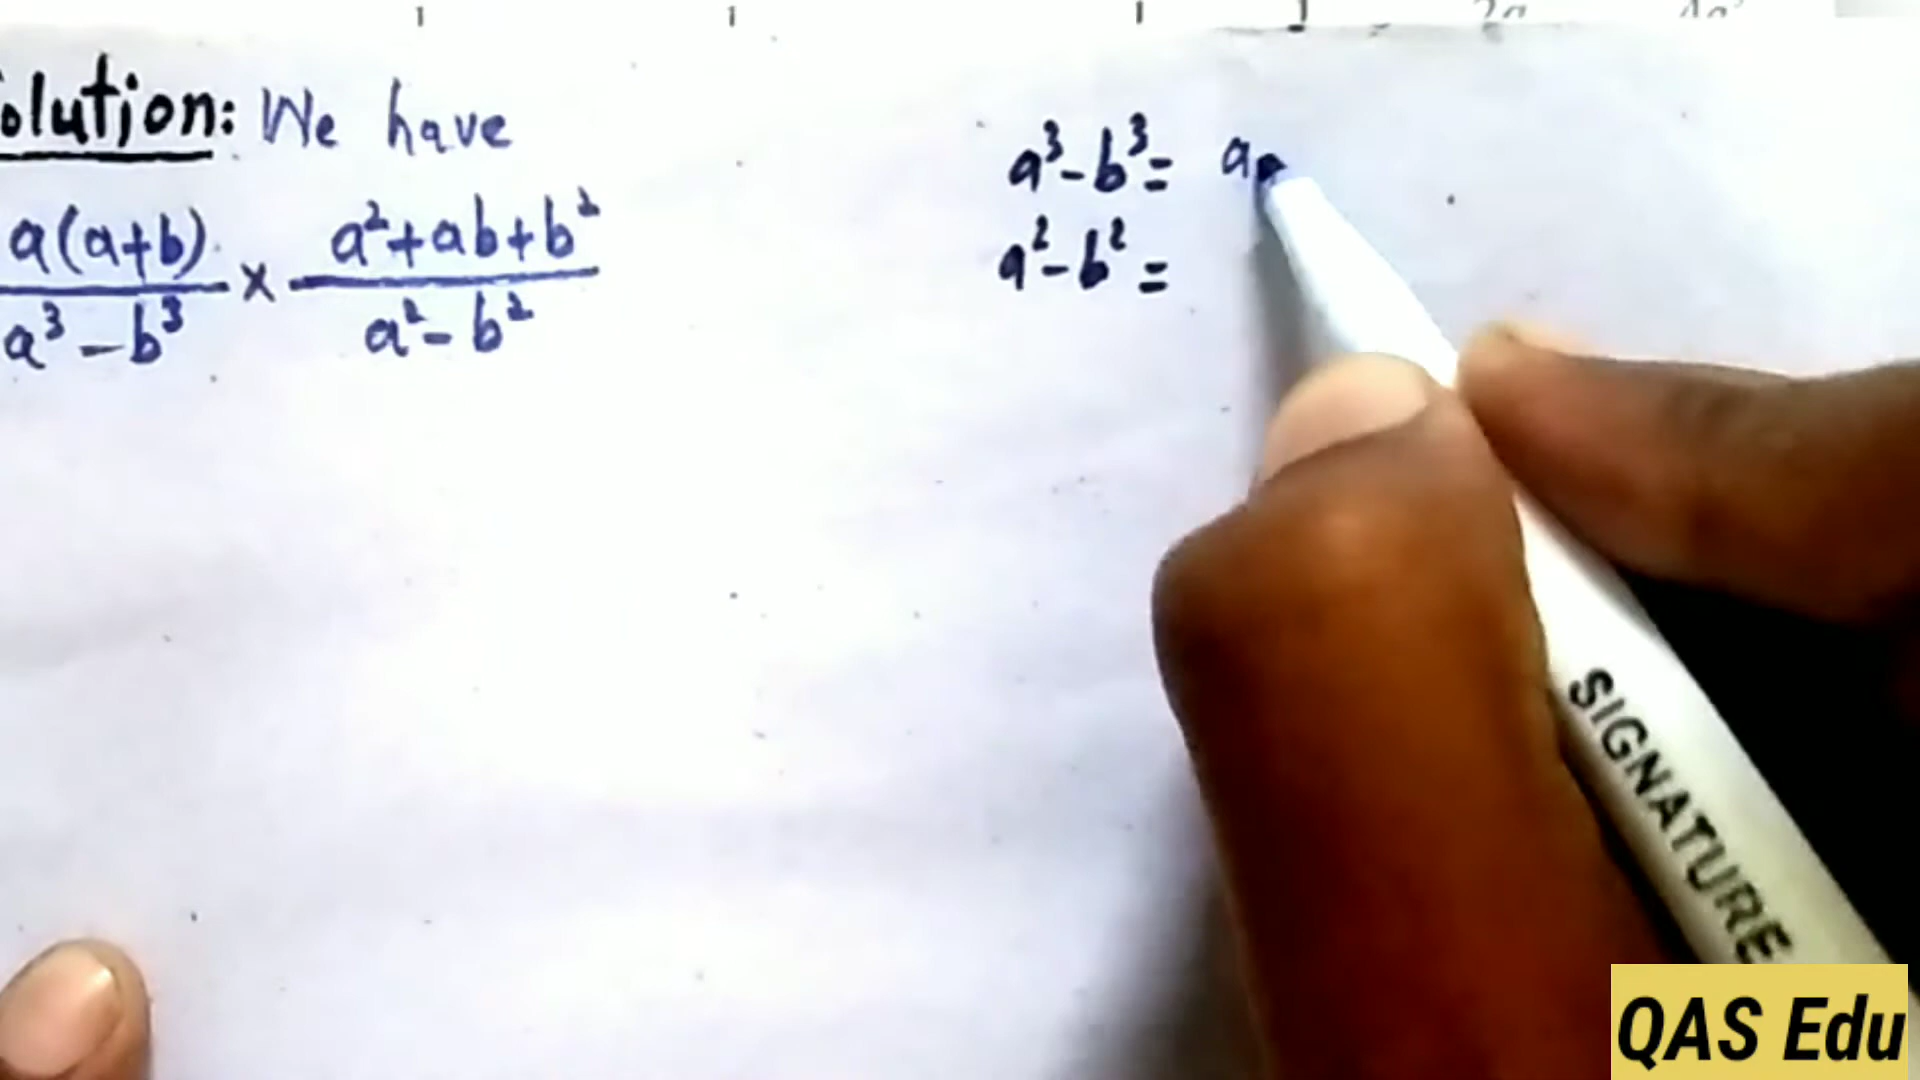 olution: We have
a(a+b) / a³-b³ × a²+ab+b² / a²-b²
a³-b³= a
a²-b²=
SIGNATURE
QAS Edu